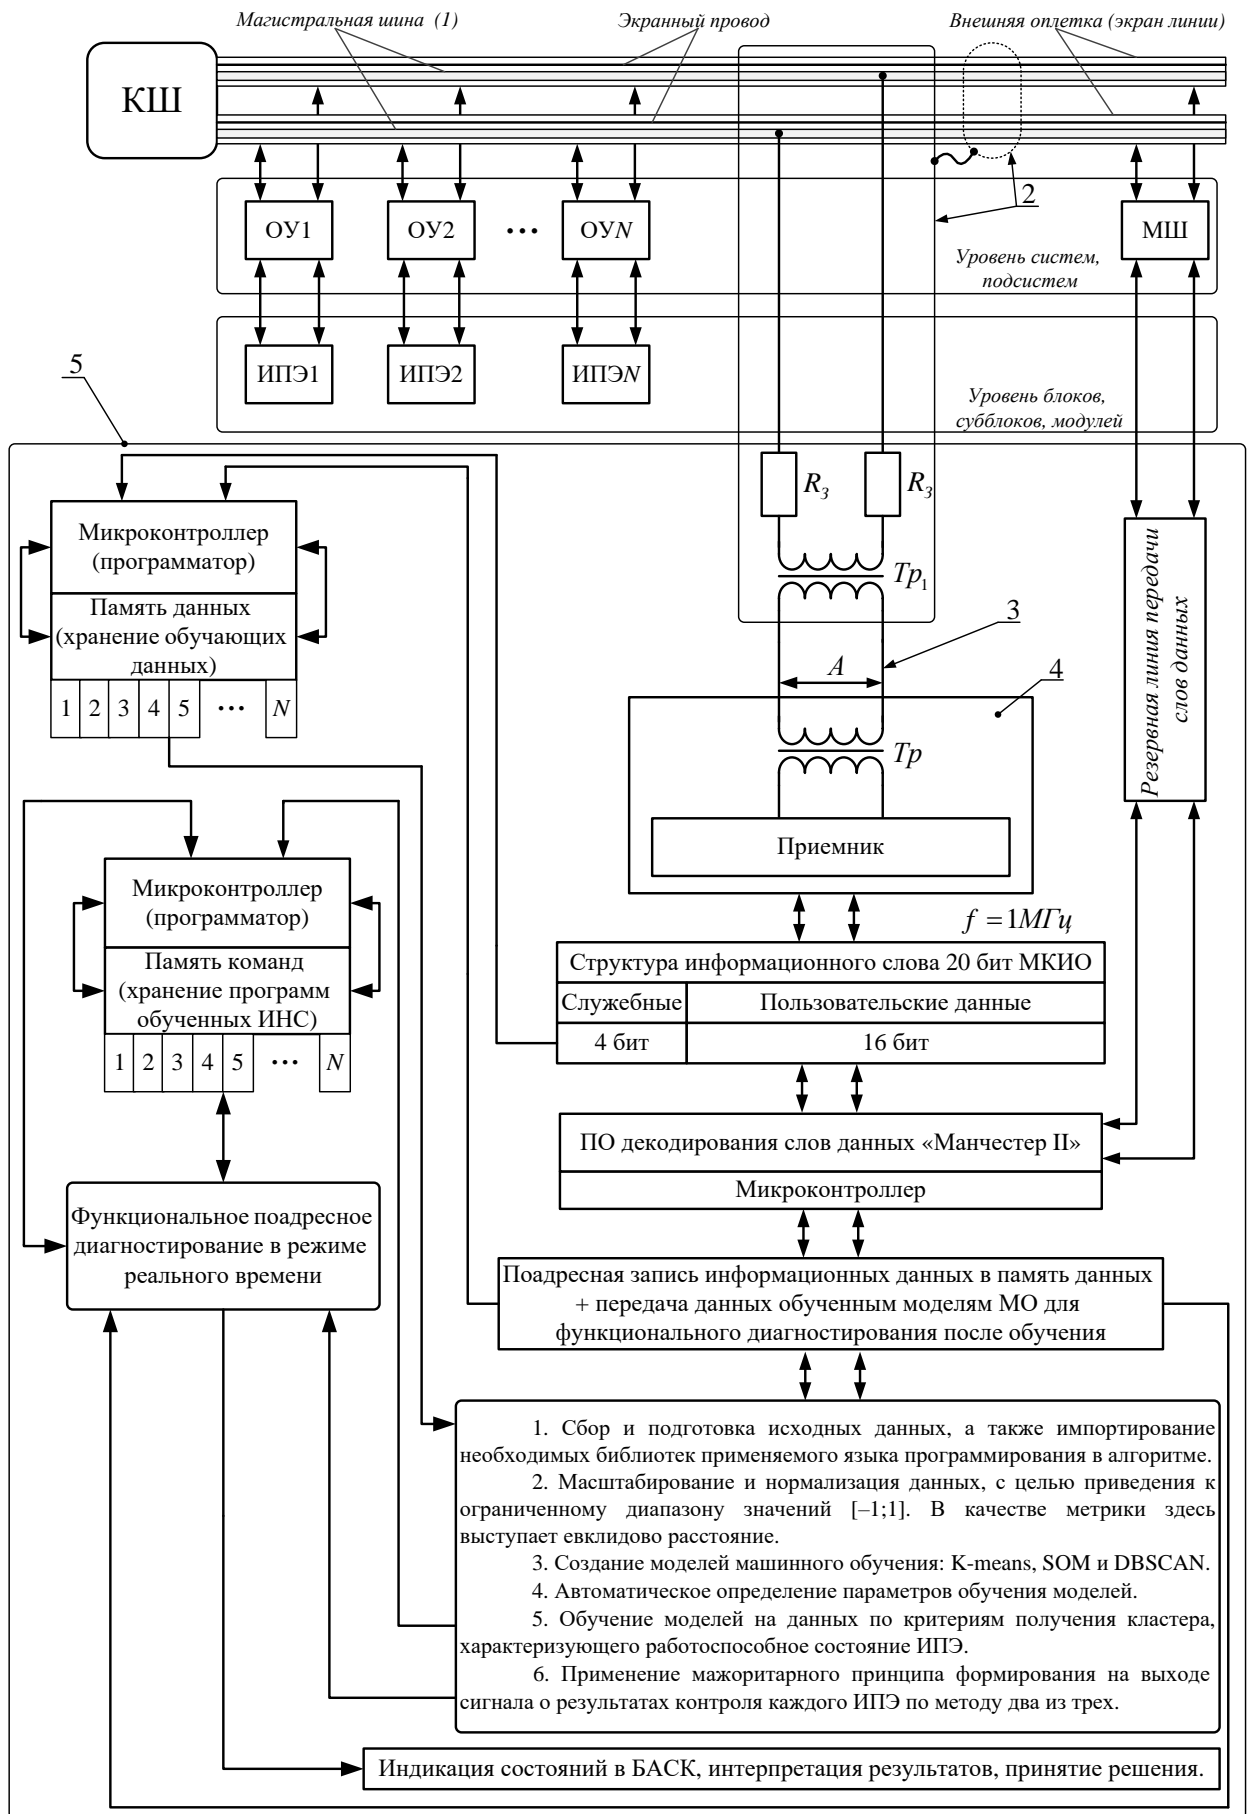 Магистральная шина (1)
Экранный провод
Внешняя оплетка (экран линии)
КШ
2
ОУ1
ОУ2
...
ОУN
МШ
Уровень систем,
подсистем
5
ИПЭ1
ИПЭ2
ИПЭN
Уровень блоков,
субблоков, модулей
Rз
Rз
Микроконтроллер
(программатор)
Память данных
(хранение обучающих
данных)
1 2 3 4 5 ... N
Тр1
3
A
4
Тр
Приемник
Резервная линия передачи
слов данных
f = 1МГц
Микроконтроллер
(программатор)
Память команд
(хранение программ
обученных ИНС)
1 2 3 4 5 ... N
Структура информационного слова 20 бит МКИО
Служебные
Пользовательские данные
4 бит
16 бит
ПО декодирования слов данных «Манчестер II»
Микроконтроллер
Функциональное поадресное
диагностирование в режиме
реального времени
Поадресная запись информационных данных в память данных
+ передача данных обученным моделям МО для
функционального диагностирования после обучения
1. Сбор и подготовка исходных данных, а также импортирование
необходимых библиотек применяемого языка программирования в алгоритме.
2. Масштабирование и нормализация данных, с целью приведения к
ограниченному диапазону значений [–1;1]. В качестве метрики здесь
выступает евклидово расстояние.
3. Создание моделей машинного обучения: K-means, SOM и DBSCAN.
4. Автоматическое определение параметров обучения моделей.
5. Обучение моделей на данных по критериям получения кластера,
характеризующего работоспособное состояние ИПЭ.
6. Применение мажоритарного принципа формирования на выходе
сигнала о результатах контроля каждого ИПЭ по методу два из трех.
Индикация состояний в БАСК, интерпретация результатов, принятие решения.